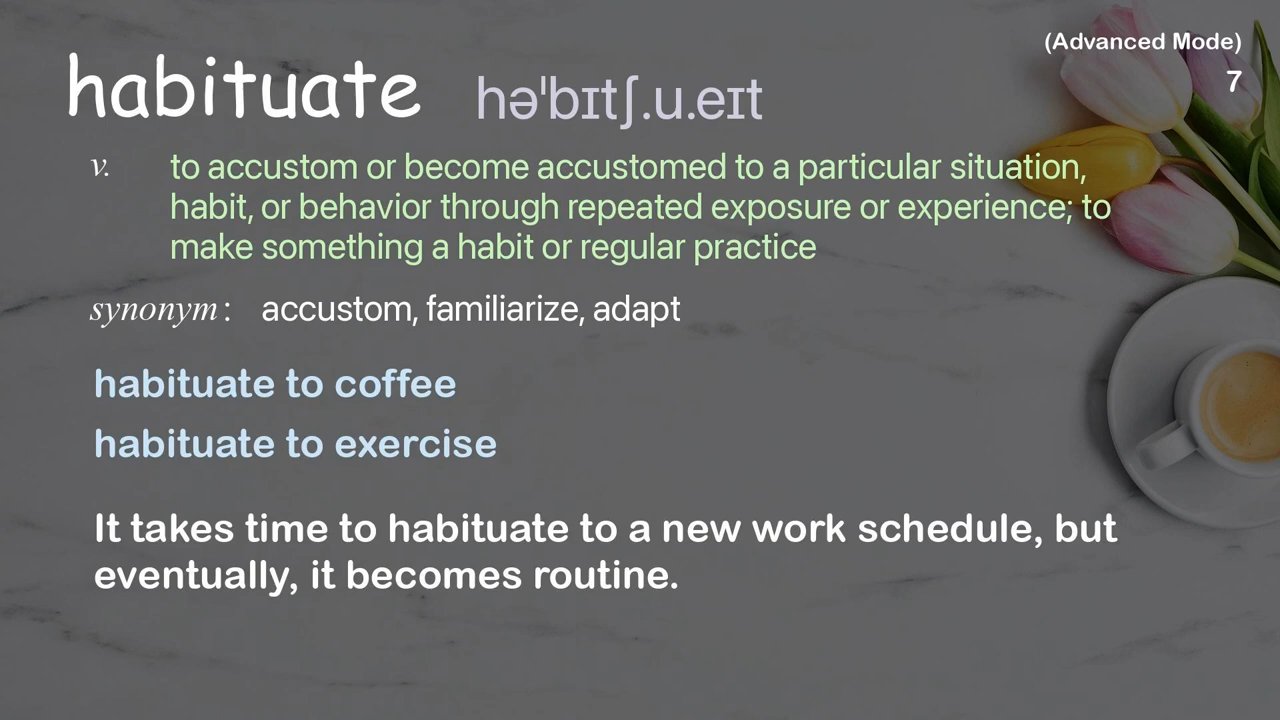 (Advanced Mode)
7
habituate həˈbɪtʃ.u.eɪt
v. to accustom or become accustomed to a particular situation,
habit, or behavior through repeated exposure or experience; to
make something a habit or regular practice
synonym: accustom, familiarize, adapt
habituate to coffee
habituate to exercise
It takes time to habituate to a new work schedule, but
eventually, it becomes routine.